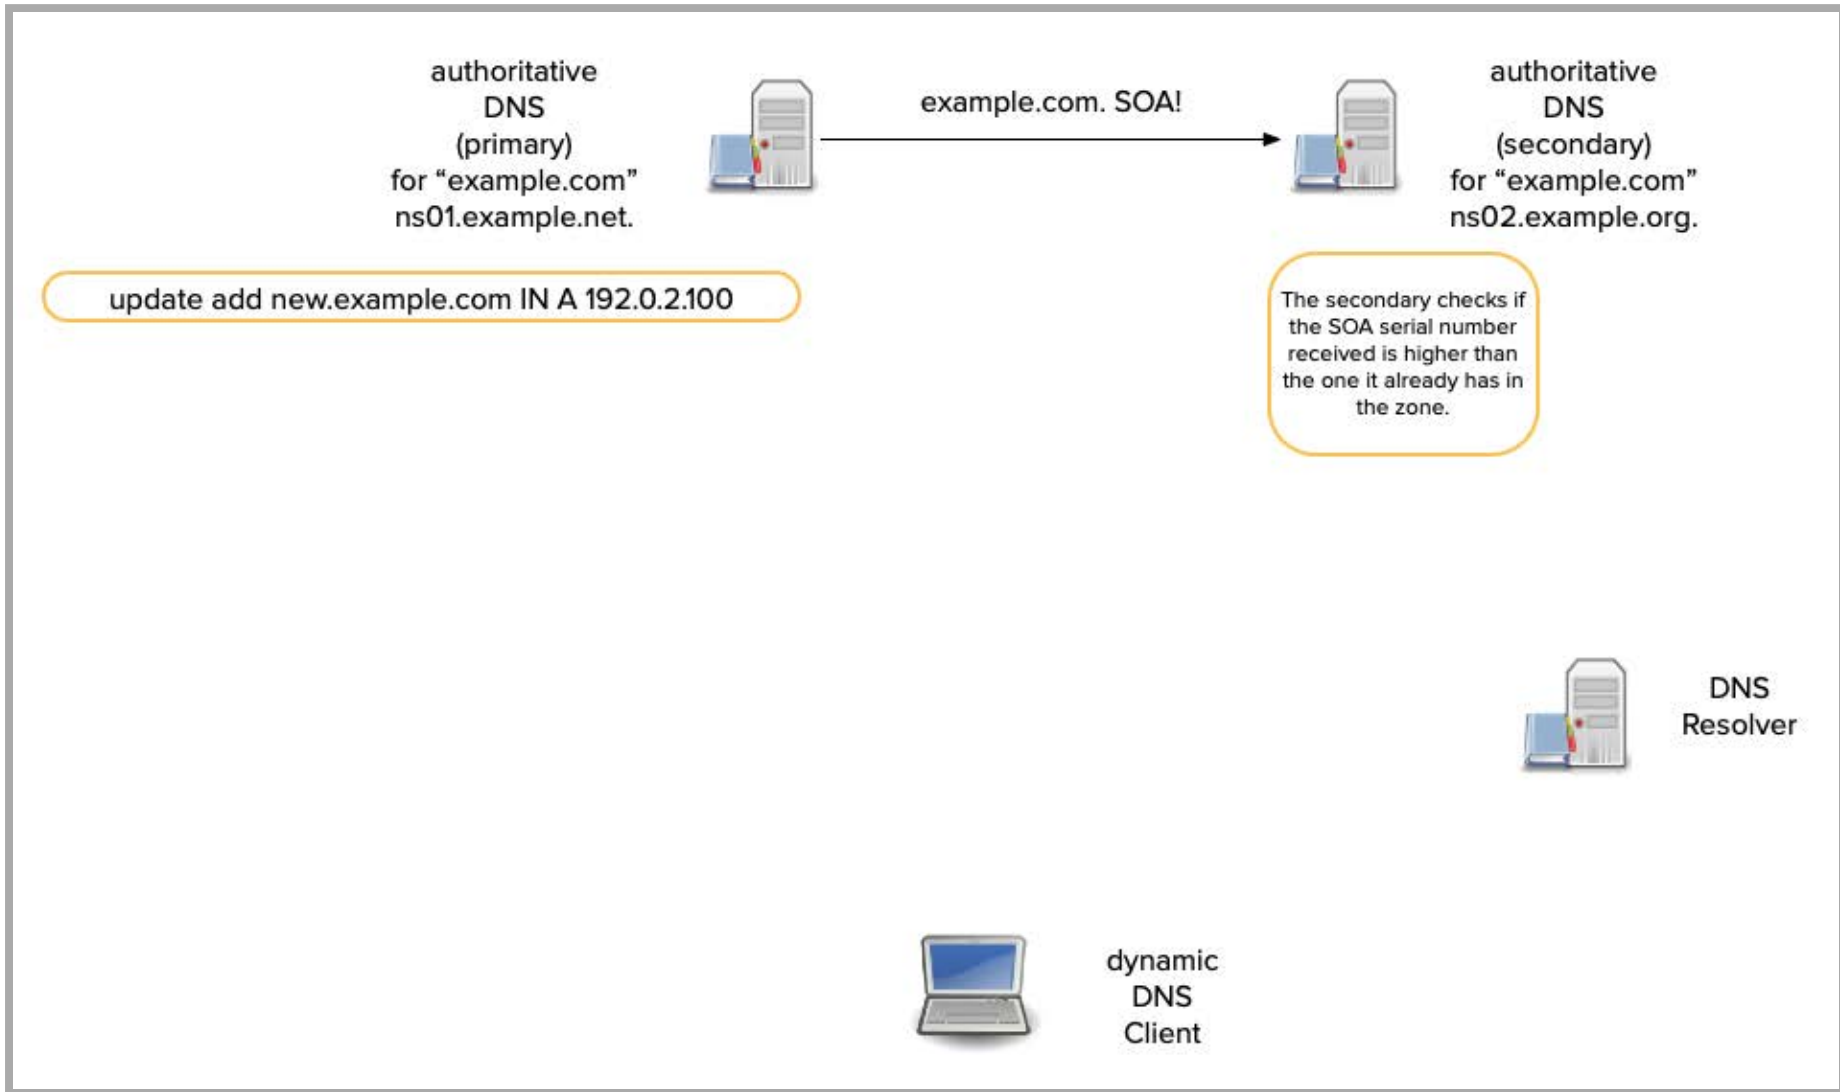 authoritative
DNS
(primary)
for “example.com”
ns01.example.net.
example.com. SOA!
authoritative
DNS
(secondary)
for “example.com”
ns02.example.org.
update add new.example.com IN A 192.0.2.100
The secondary checks if
the SOA serial number
received is higher than
the one it already has in
the zone.
DNS
Resolver
dynamic
DNS
Client